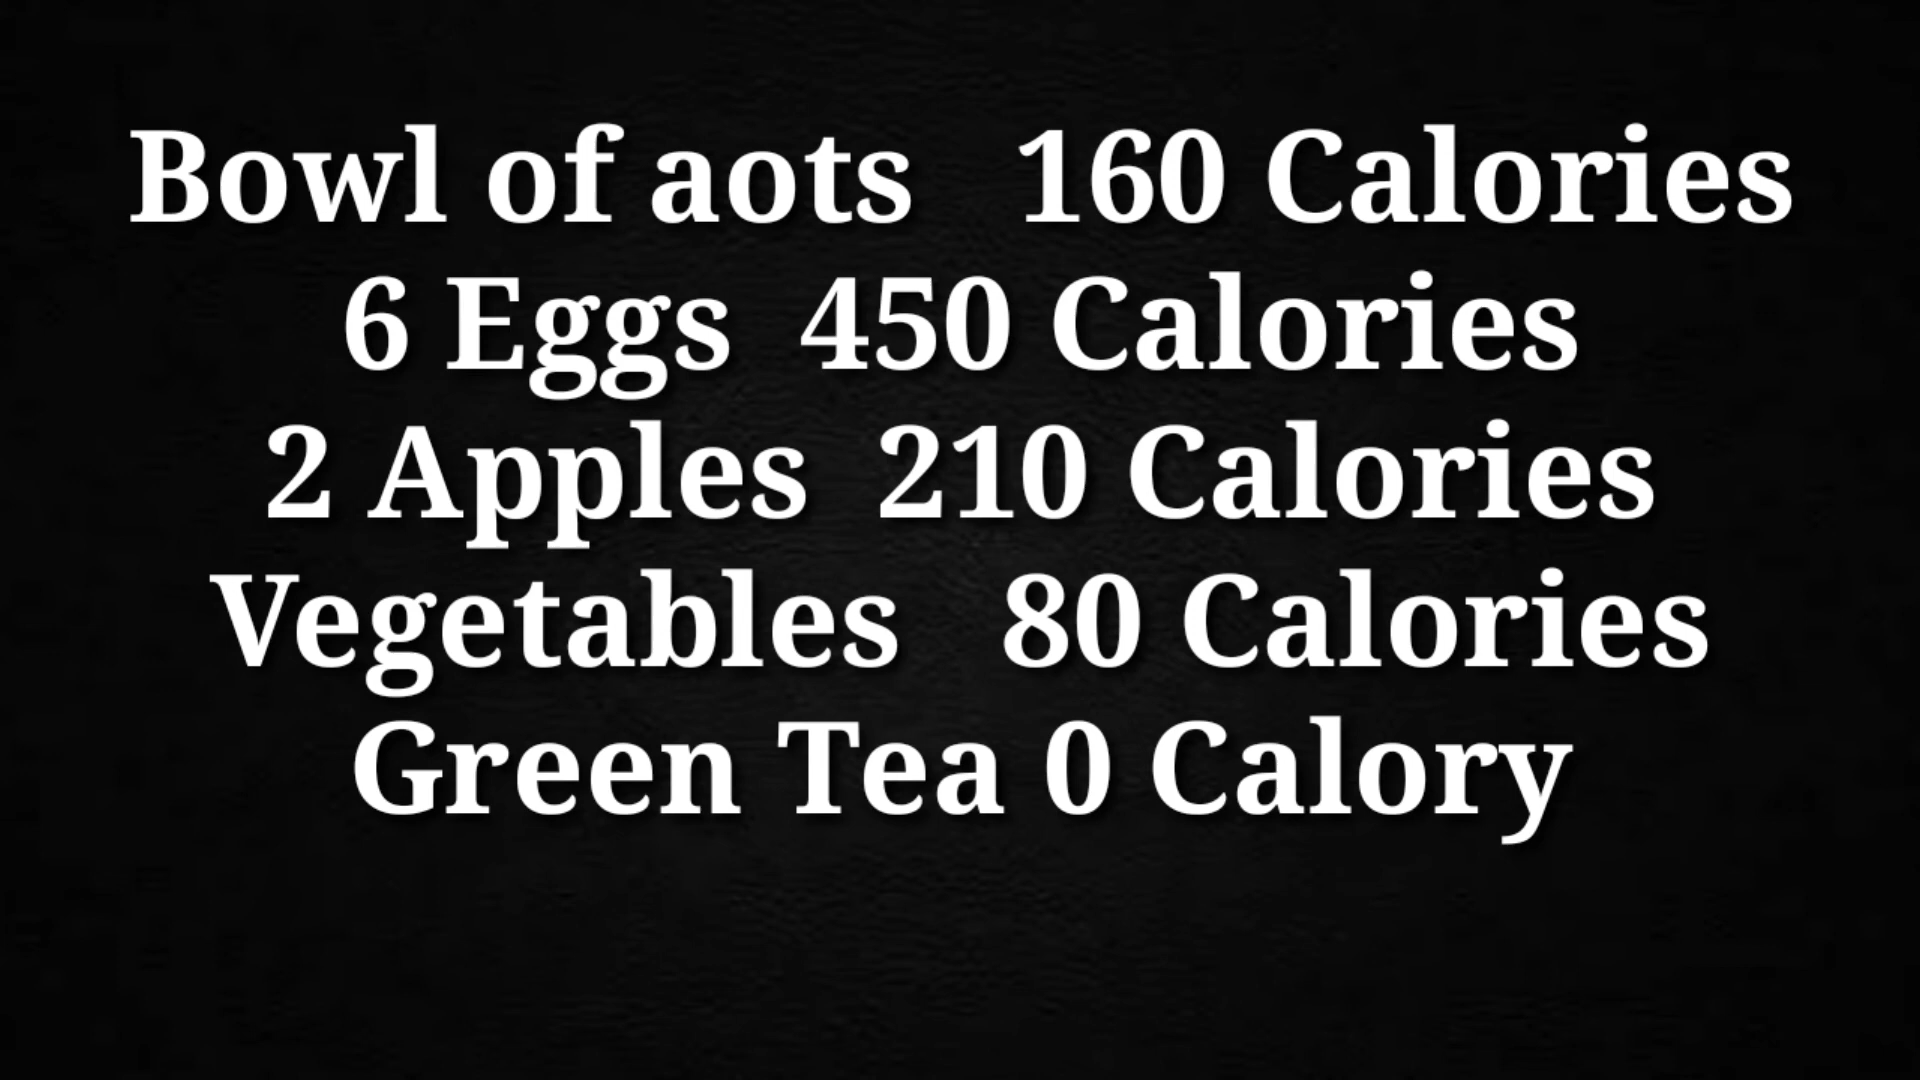 Bowl of aots 160 Calories
6 Eggs 450 Calories
2 Apples 210 Calories
Vegetables 80 Calories
Green Tea 0 Calory